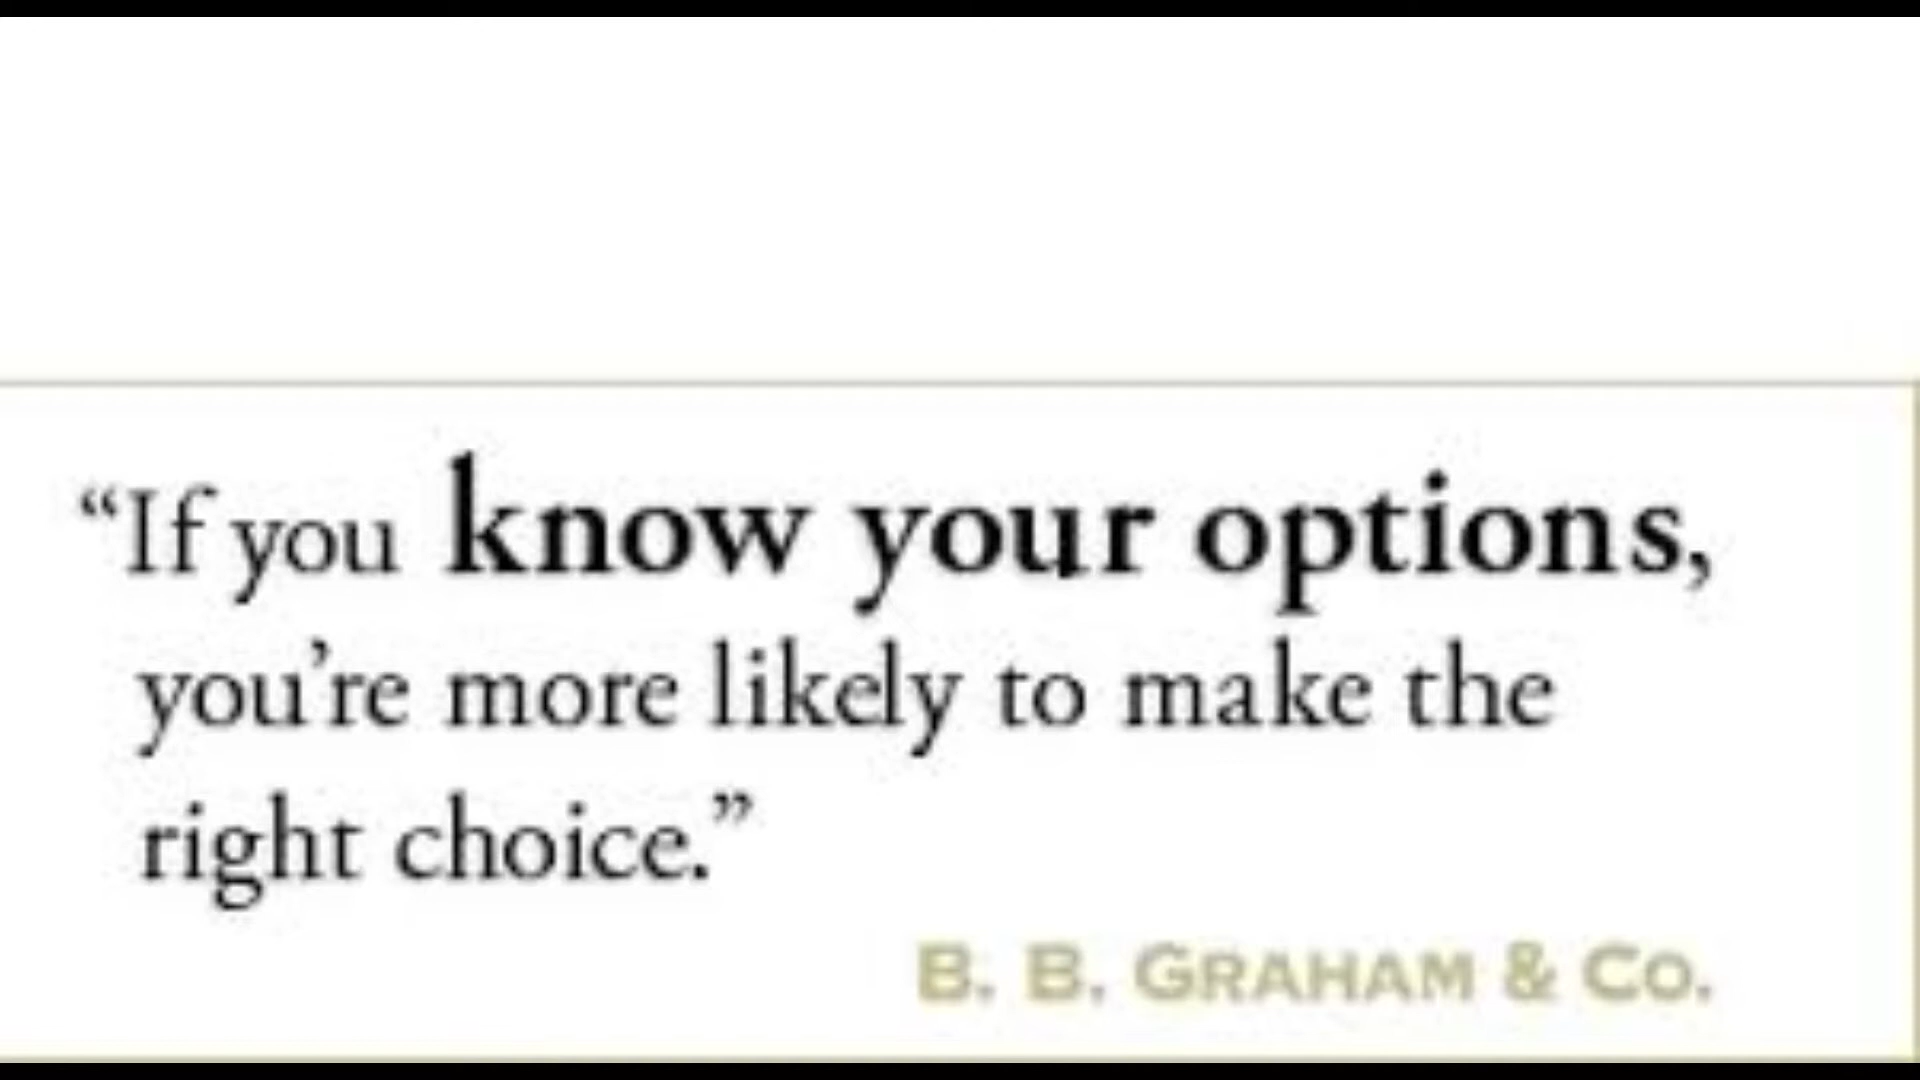 “If you know your options,
you’re more likely to make the
right choice.”
B. B. GRAHAM & CO.